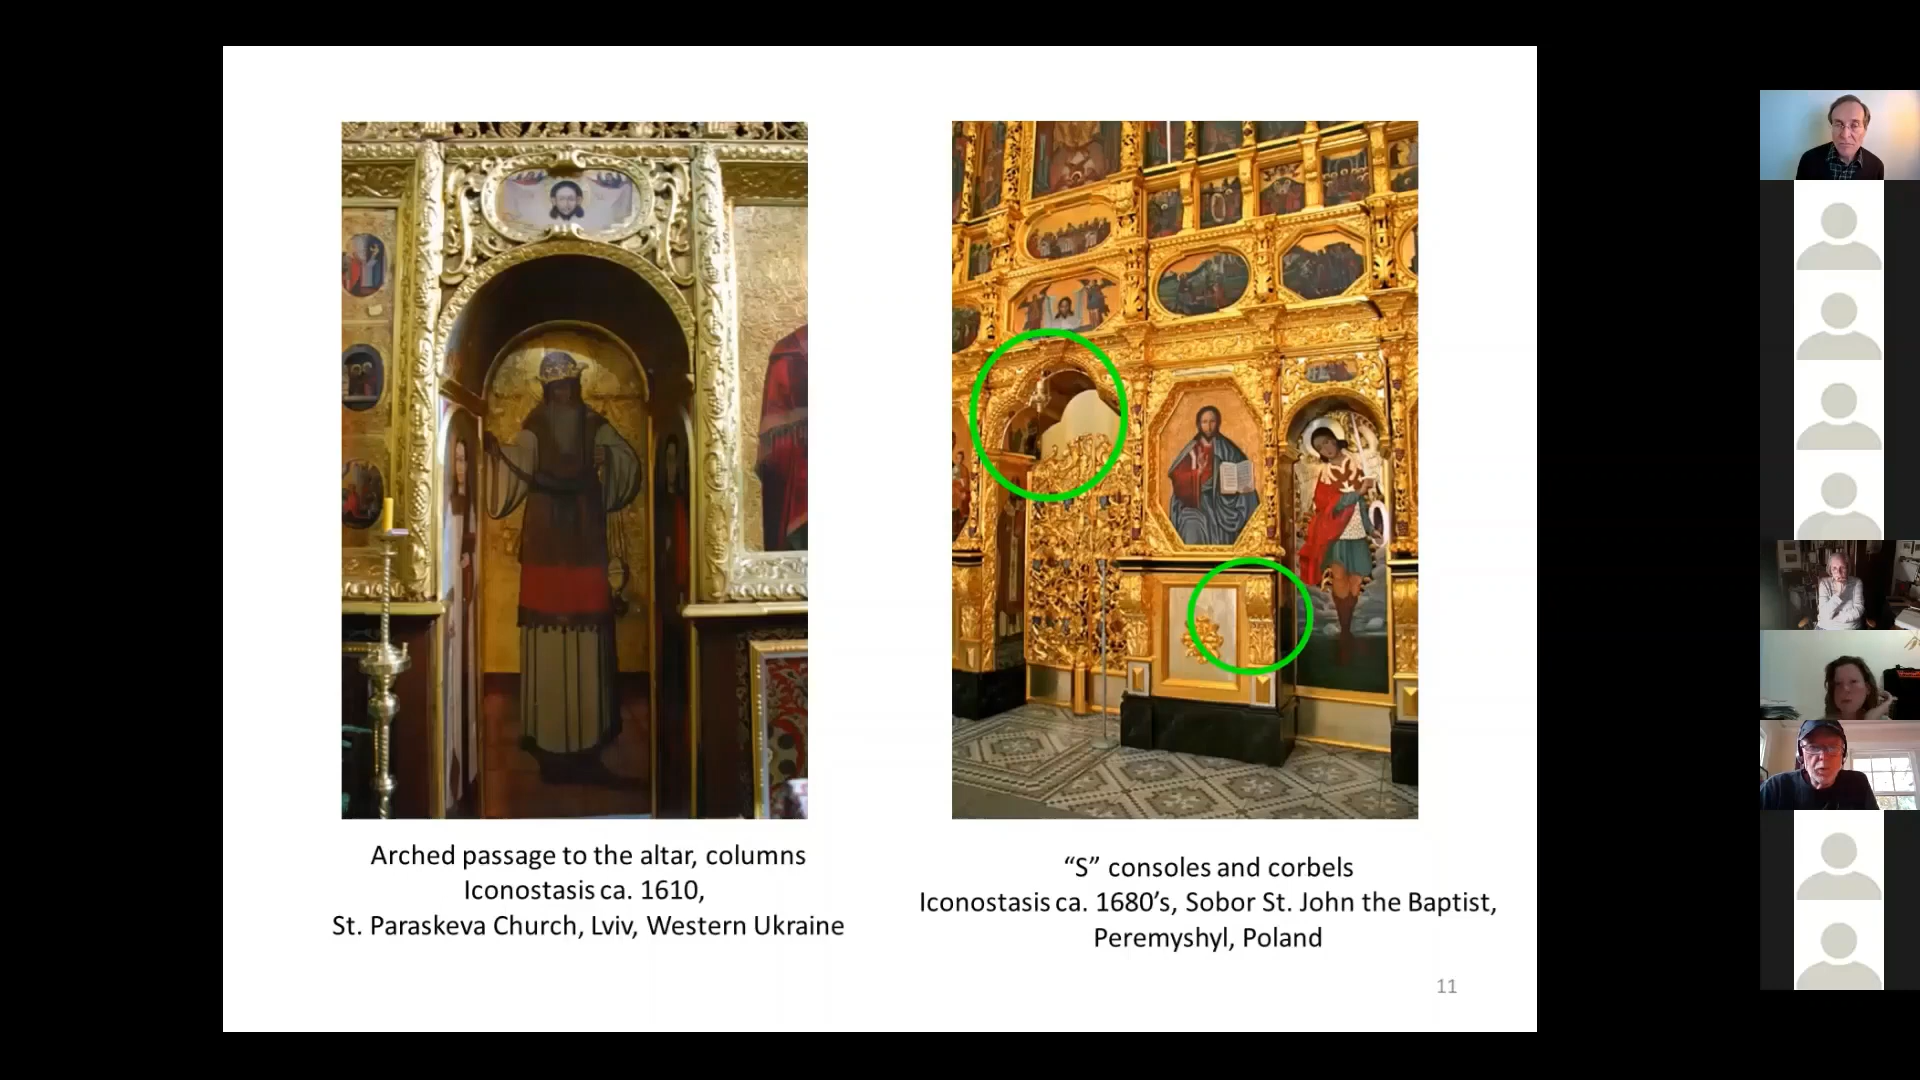 Arched passage to the altar, columns
Iconostasis ca. 1610,
St. Paraskeva Church, Lviv, Western Ukraine
“S” consoles and corbels
Iconostasis ca. 1680’s, Sobor St. John the Baptist,
Peremyshyl, Poland
11